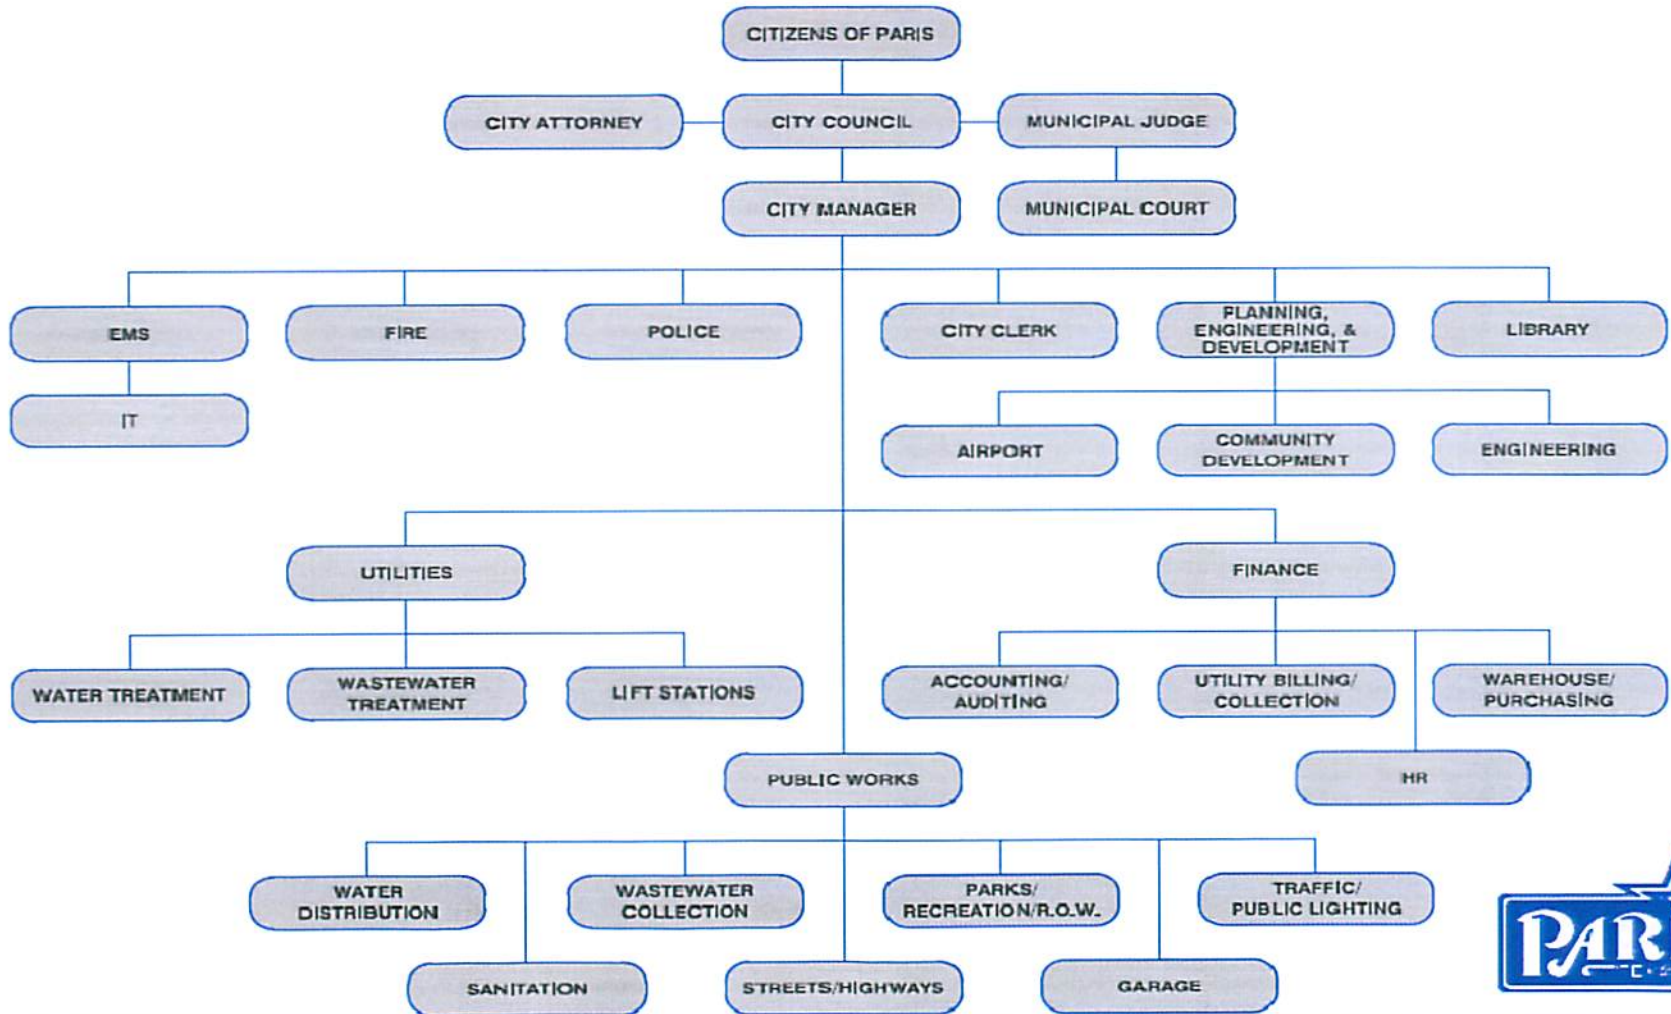 CITIZENS OF PARIS
CITY ATTORNEY
CITY COUNCIL
MUNICIPAL JUDGE
CITY MANAGER
MUNICIPAL COURT
EMS
FIRE
POLICE
CITY CLERK
PLANNING,
ENGINEERING, &
DEVELOPMENT
LIBRARY
IT
AIRPORT
COMMUNITY
DEVELOPMENT
ENGINEERING
UTILITIES
FINANCE
WATER TREATMENT
WASTEWATER
TREATMENT
LIFT STATIONS
ACCOUNTING/
AUDITING
UTILITY BILLING/
COLLECTION
WAREHOUSE/
PURCHASING
PUBLIC WORKS
HR
WATER
DISTRIBUTION
WASTEWATER
COLLECTION
PARKS/
RECREATION/R.O.W.
TRAFFIC/
PUBLIC LIGHTING
SANITATION
STREETS/HIGHWAYS
GARAGE
PAR